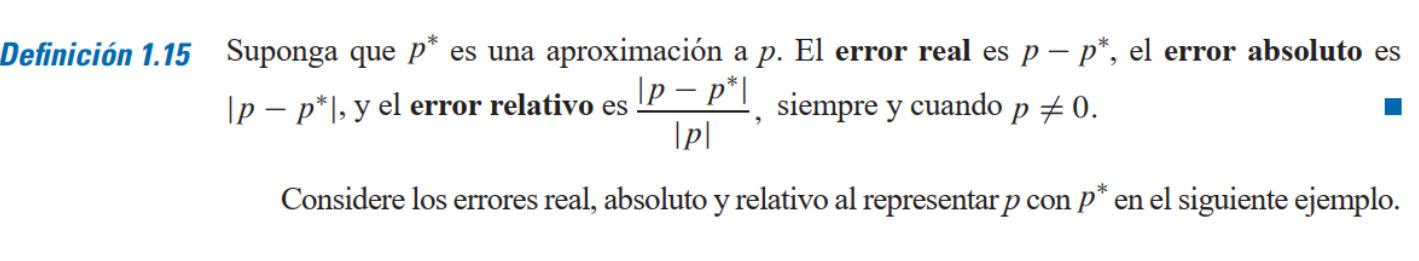 Definición 1.15 Suponga que p* es una aproximación a p. El error real es p − p*, el error absoluto es
|p − p*|, y el error relativo es |p − p*| / |p|, siempre y cuando p ≠ 0.
Considere los errores real, absoluto y relativo al representar p con p* en el siguiente ejemplo.